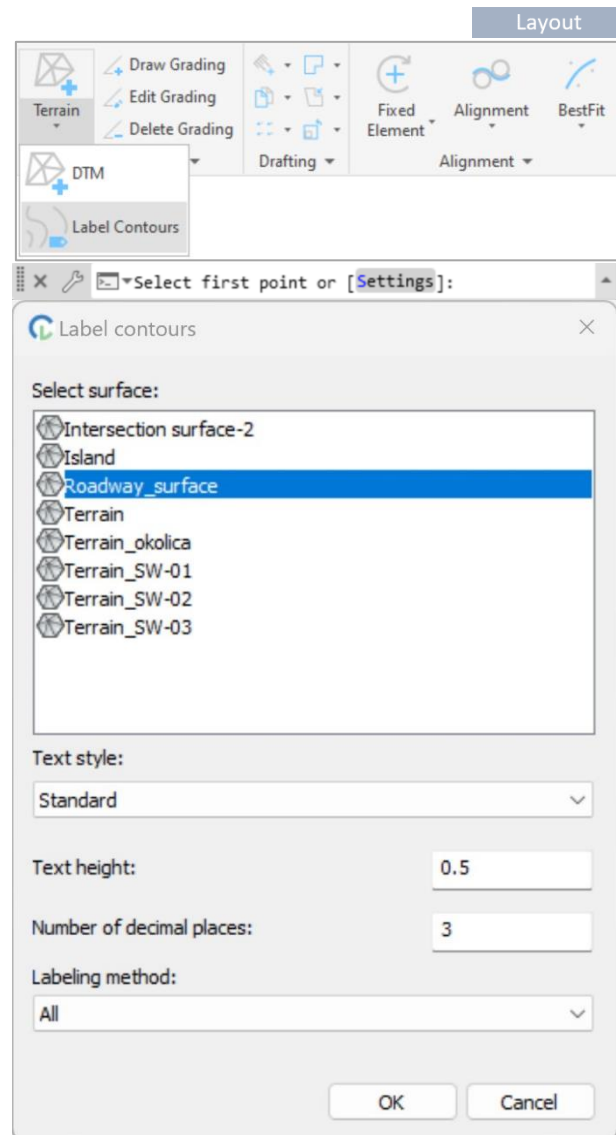 Layout
Terrain
Draw Grading
Edit Grading
Delete Grading
Drafting
Fixed
Element
Alignment
BestFit
Alignment
DTM
Label Contours
Select first point or [Settings]:
Label contours
Select surface:
Intersection surface-2
Island
Roadway_surface
Terrain
Terrain_okolica
Terrain_SW-01
Terrain_SW-02
Terrain_SW-03
Text style:
Standard
Text height: 0.5
Number of decimal places: 3
Labeling method:
All
OK Cancel